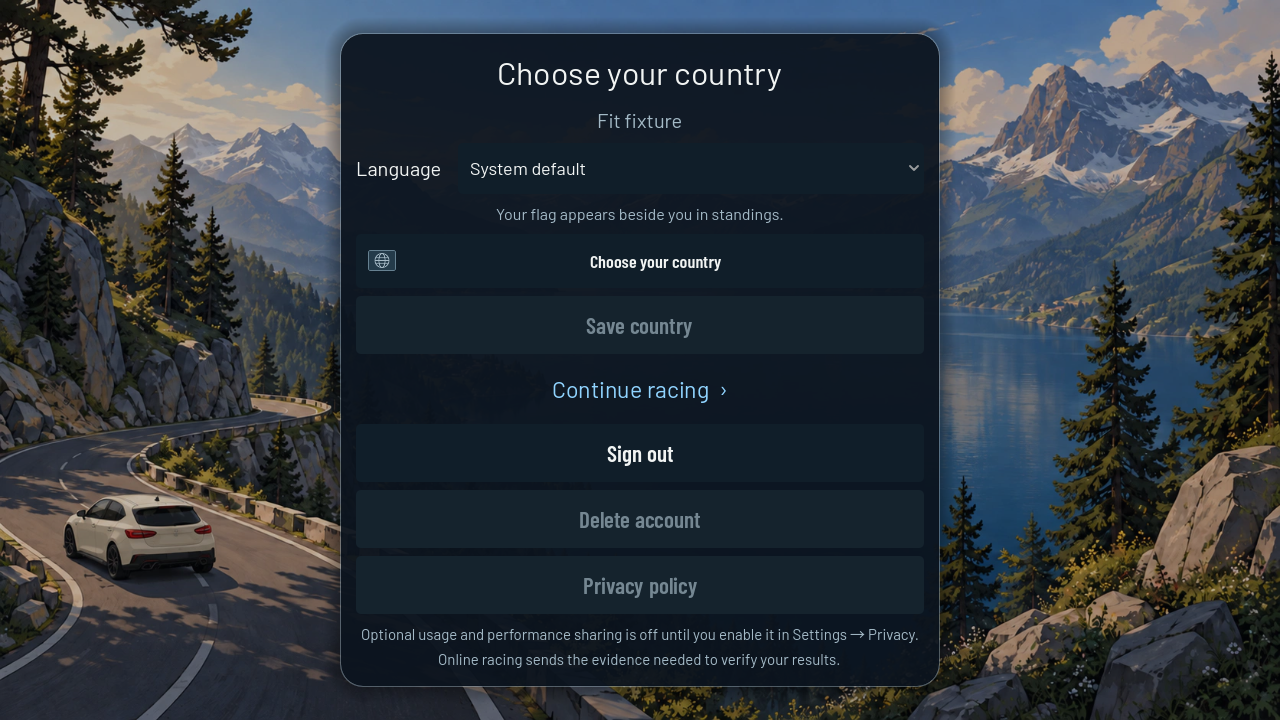 Choose your country
Fit fixture
Language System default
Your flag appears beside you in standings.
Choose your country
Save country
Continue racing ›
Sign out
Delete account
Privacy policy
Optional usage and performance sharing is off until you enable it in Settings → Privacy.
Online racing sends the evidence needed to verify your results.